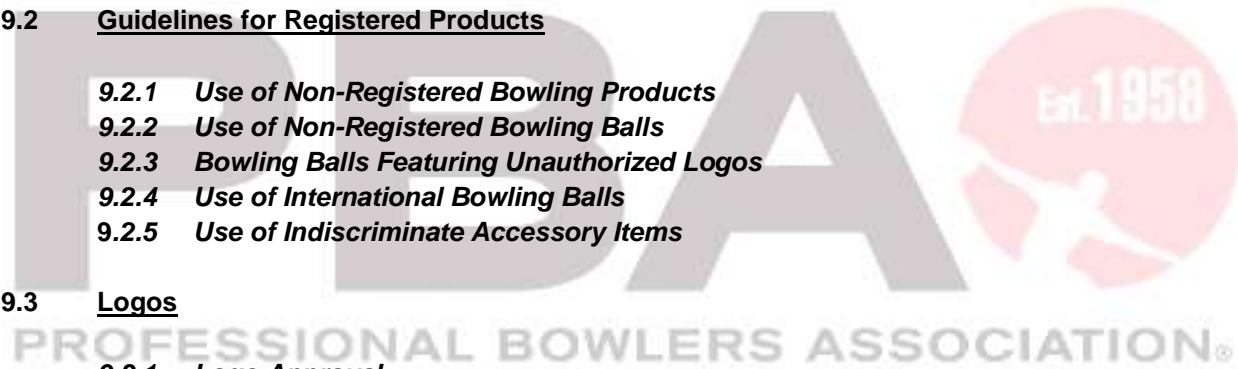 9.2 Guidelines for Registered Products
9.2.1 Use of Non-Registered Bowling Products
9.2.2 Use of Non-Registered Bowling Balls
9.2.3 Bowling Balls Featuring Unauthorized Logos
9.2.4 Use of International Bowling Balls
9.2.5 Use of Indiscriminate Accessory Items
9.3 Logos
PBA
Est. 1958
PROFESSIONAL BOWLERS ASSOCIATION®